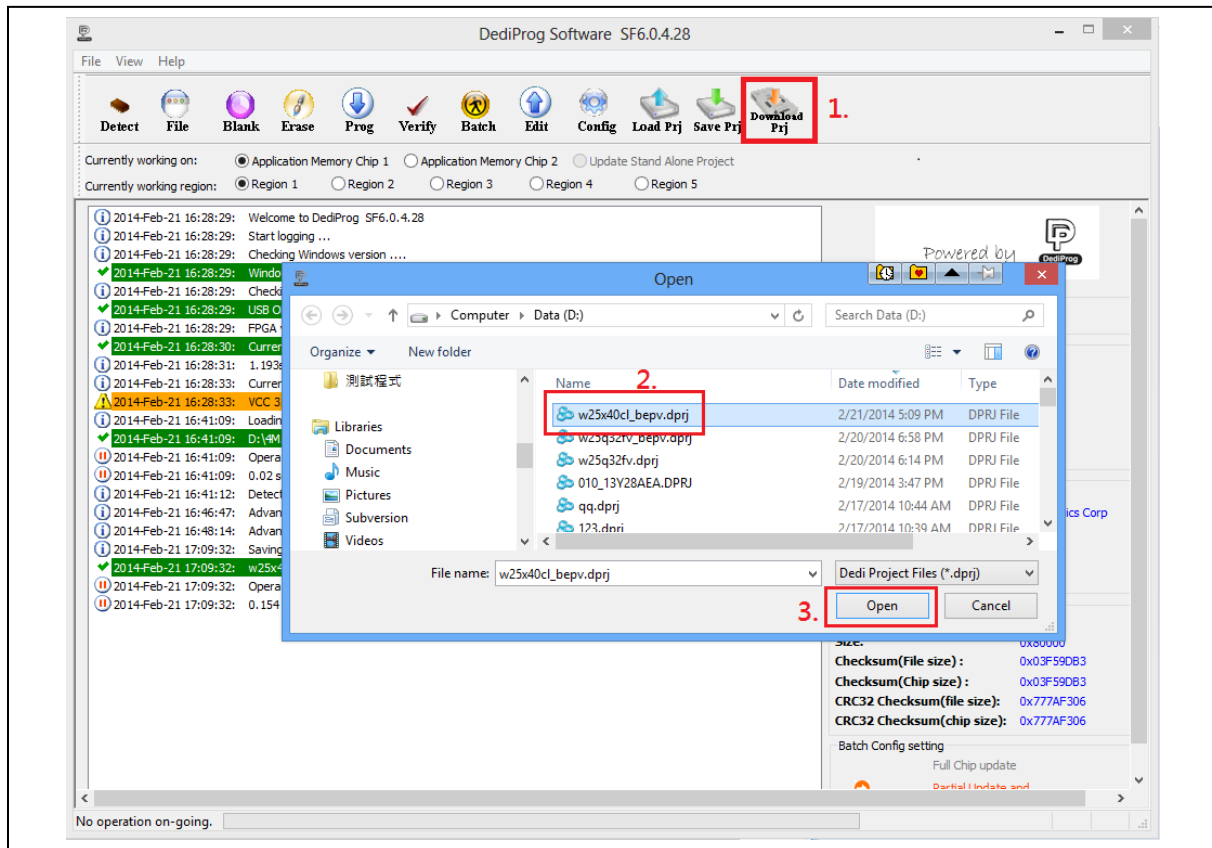 DediProg Software SF6.0.4.28
File View Help
Detect File Blank Erase Prog Verify Batch Edit Config Load Prj Save Prj Download Prj 1.
Currently working on: Application Memory Chip 1 Application Memory Chip 2 Update Stand Alone Project
Currently working region: Region 1 Region 2 Region 3 Region 4 Region 5
2014-Feb-21 16:28:29: Welcome to DediProg SF6.0.4.28
2014-Feb-21 16:28:29: Start logging ...
2014-Feb-21 16:28:29: Checking Windows version ....
2014-Feb-21 16:28:29: Windo
2014-Feb-21 16:28:29: Checki
2014-Feb-21 16:28:29: USB O
2014-Feb-21 16:28:29: FPGA
2014-Feb-21 16:28:30: Curren
2014-Feb-21 16:28:31: 1.193
2014-Feb-21 16:28:33: Curren
2014-Feb-21 16:28:33: VCC 3
2014-Feb-21 16:41:09: Loadin
2014-Feb-21 16:41:09: D:\4M
2014-Feb-21 16:41:09: Opera
2014-Feb-21 16:41:09: 0.02 s
2014-Feb-21 16:41:12: Detect
2014-Feb-21 16:46:47: Advan
2014-Feb-21 16:48:14: Advan
2014-Feb-21 17:09:32: Saving
2014-Feb-21 17:09:32: w25x4
2014-Feb-21 17:09:32: Opera
2014-Feb-21 17:09:32: 0.154
Powered by DediProg
Open
Computer Data (D:) Search Data (D:)
Organize New folder
測試程式
Libraries
Documents
Music
Pictures
Subversion
Videos
Name 2. Date modified Type
w25x40cl_bepv.dprj 2/21/2014 5:09 PM DPRJ File
w25q32fv_bepv.dprj 2/20/2014 6:58 PM DPRJ File
w25q32fv.dprj 2/20/2014 6:14 PM DPRJ File
010_13Y28AEA.DPRJ 2/19/2014 3:47 PM DPRJ File
qq.dprj 2/17/2014 10:44 AM DPRJ File
123.dprj 2/17/2014 10:39 AM DPRJ File
File name: w25x40cl_bepv.dprj Dedi Project Files (*.dprj)
3. Open Cancel
ics Corp
Size: 0x80000
Checksum(File size) : 0x03F59DB3
Checksum(Chip size) : 0x03F59DB3
CRC32 Checksum(file size): 0x777AF306
CRC32 Checksum(chip size): 0x777AF306
Batch Config setting
Full Chip update
Partial Update and
No operation on-going.